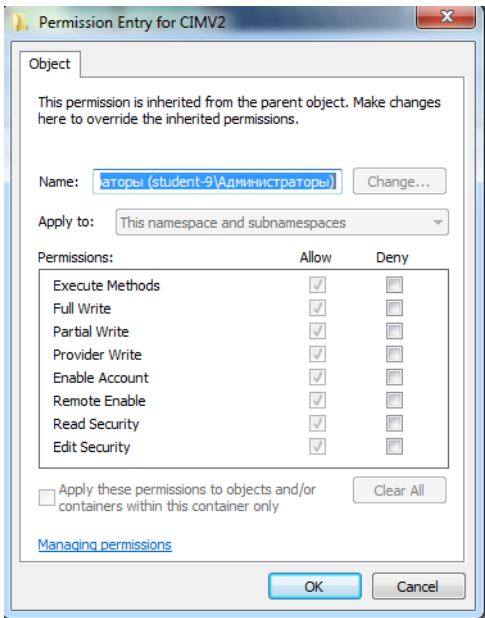 Permission Entry for CIMV2
Object
This permission is inherited from the parent object. Make changes
here to override the inherited permissions.
Name: раторы (student-9\Администраторы) Change...
Apply to: This namespace and subnamespaces
Permissions: Allow Deny
Execute Methods
Full Write
Partial Write
Provider Write
Enable Account
Remote Enable
Read Security
Edit Security
Apply these permissions to objects and/or
containers within this container only
Clear All
Managing permissions
OK Cancel